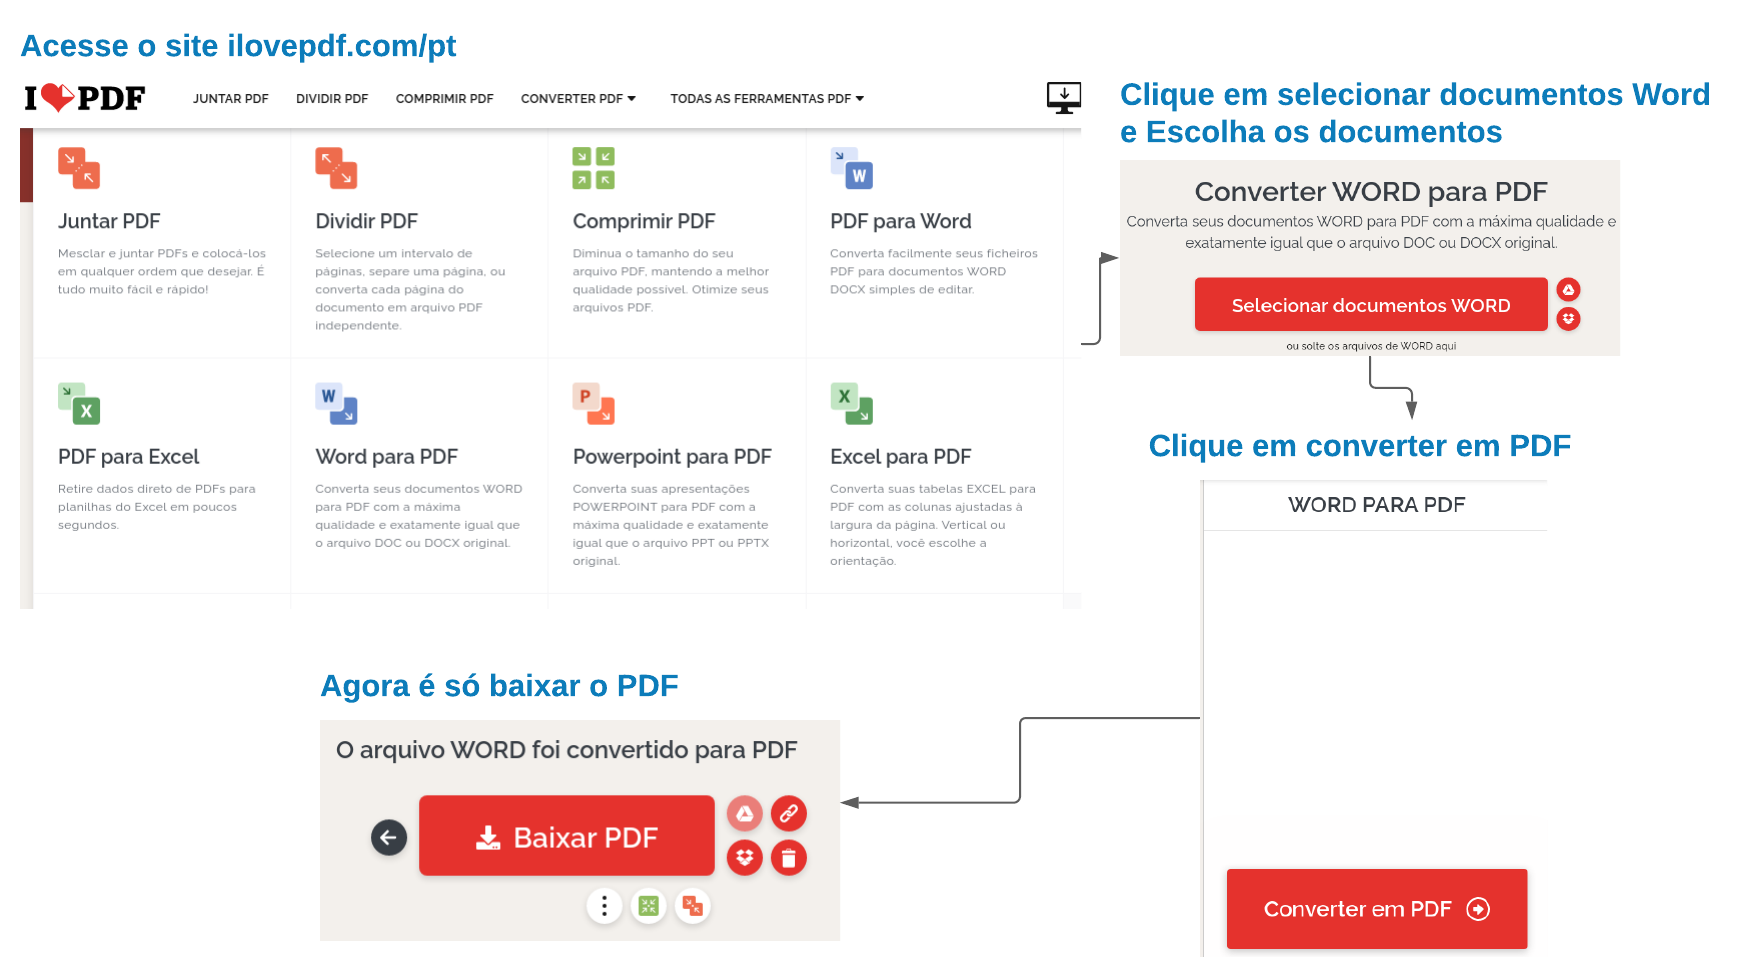 Acesse o site ilovepdf.com/pt
I PDF
JUNTAR PDF DIVIDIR PDF COMPRIMIR PDF CONVERTER PDF TODAS AS FERRAMENTAS PDF
Juntar PDF
Mesclar e juntar PDFs e colocá-los
em qualquer ordem que desejar. É
tudo muito fácil e rápido!
Dividir PDF
Selecione um intervalo de
páginas, separe uma página, ou
converta cada página do
documento em arquivo PDF
independente.
Comprimir PDF
Diminua o tamanho do seu
arquivo PDF, mantendo a melhor
qualidade possível. Otimize seus
arquivos PDF.
W
PDF para Word
Converta facilmente seus ficheiros
PDF para documentos WORD
DOCX simples de editar.
X
PDF para Excel
Retire dados direto de PDFs para
planilhas do Excel em poucos
segundos.
W
Word para PDF
Converta seus documentos WORD
para PDF com a máxima
qualidade e exatamente igual que
o arquivo DOC ou DOCX original.
P
Powerpoint para PDF
Converta suas apresentações
POWERPOINT para PDF com a
máxima qualidade e exatamente
igual que o arquivo PPT ou PPTX
original.
X
Excel para PDF
Converta suas tabelas EXCEL para
PDF com as colunas ajustadas à
largura da página. Vertical ou
horizontal, você escolhe a
orientação.
Clique em selecionar documentos Word
e Escolha os documentos
Converter WORD para PDF
Converta seus documentos WORD para PDF com a máxima qualidade e
exatamente igual que o arquivo DOC ou DOCX original.
Selecionar documentos WORD
ou solte os arquivos de WORD aqui
Clique em converter em PDF
WORD PARA PDF
Converter em PDF
Agora é só baixar o PDF
O arquivo WORD foi convertido para PDF
Baixar PDF